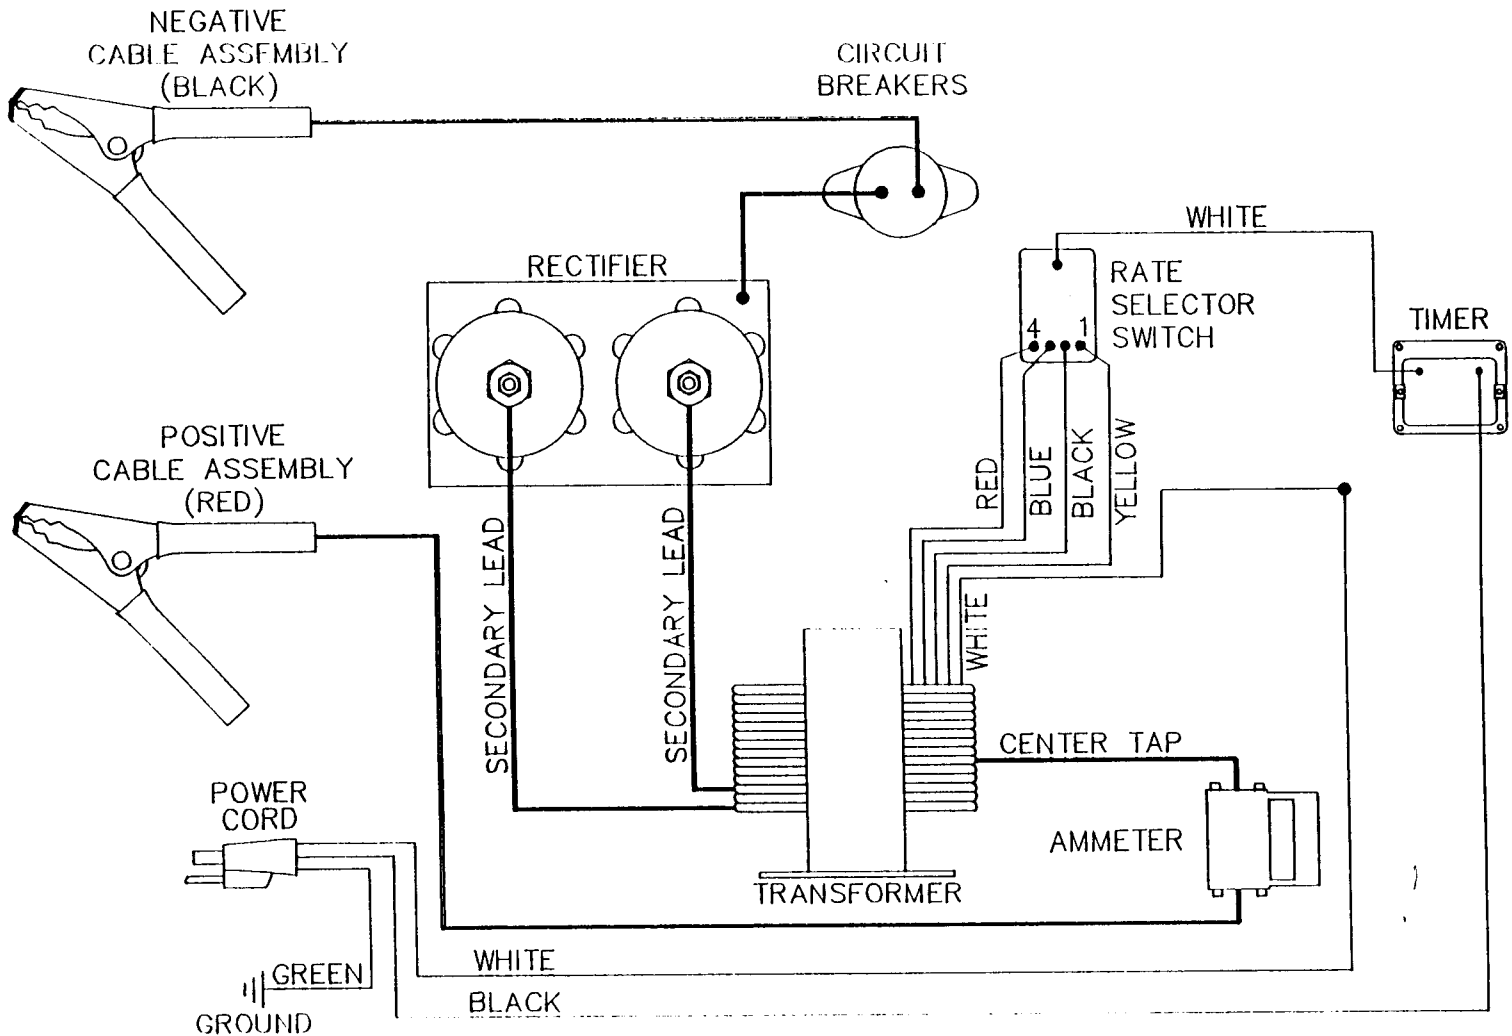 NEGATIVE
CABLE ASSEMBLY
(BLACK)
CIRCUIT
BREAKERS
WHITE
RECTIFIER
RATE
SELECTOR
SWITCH
4 1
TIMER
POSITIVE
CABLE ASSEMBLY
(RED)
RED
BLUE
BLACK
YELLOW
SECONDARY LEAD
SECONDARY LEAD
WHITE
CENTER TAP
POWER
CORD
AMMETER
TRANSFORMER
WHITE
GREEN
BLACK
GROUND